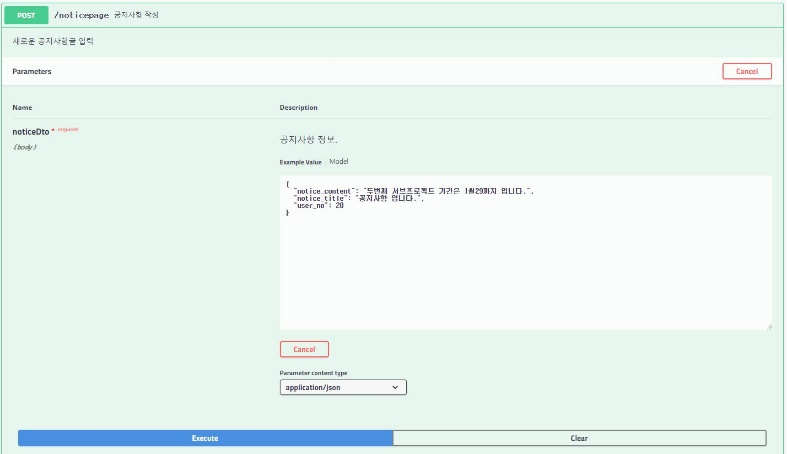 POST /noticepage 공지사항 작성
새로운 공지사항글 입력
Parameters Cancel
Name Description
noticeDto * required
(body)
공지사항 정보.
Example Value Model
{
"notice_content": "두번째 서브프로젝트 기간은 1월29까지 입니다.",
"notice_title": "공지사항 입니다.",
"user_no": 20
}
Cancel
Parameter content type
application/json
Execute Clear